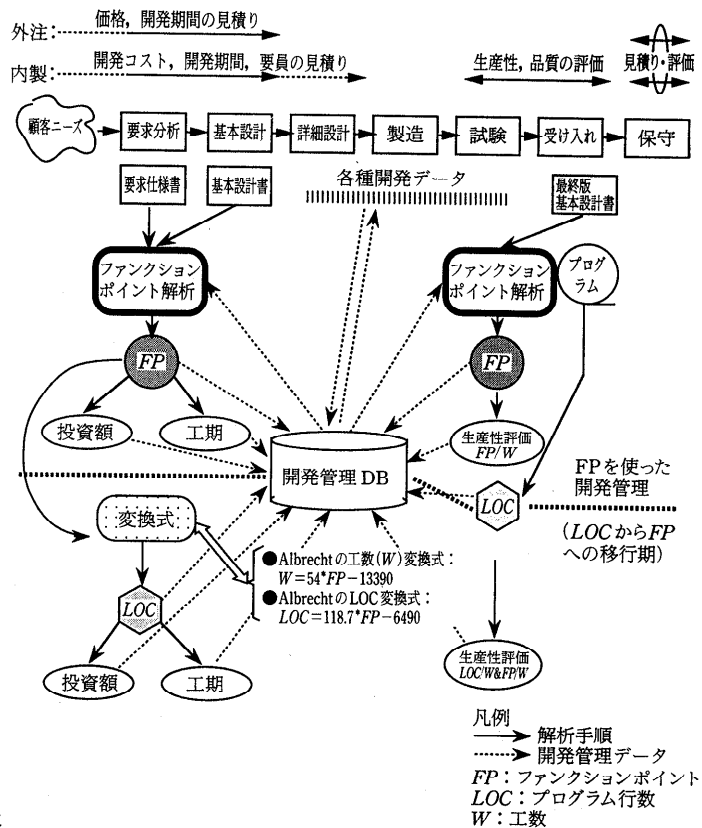 外注：
価格，開発期間の見積り
内製：
開発コスト，開発期間，要員の見積り
生産性，品質の評価
見積り・評価
顧客ニーズ
要求分析
基本設計
詳細設計
製造
試験
受け入れ
保守
要求仕様書
基本設計書
各種開発データ
最終版
基本設計書
ファンクション
ポイント解析
ファンクション
ポイント解析
プログ
ラム
FP
FP
投資額
工期
生産性評価
FP/W
開発管理DB
FPを使った
開発管理
LOC
(LOCからFP
への移行期)
変換式
●Albrechtの工数(W)変換式：
W＝54*FP－13390
●AlbrechtのLOC変換式：
LOC＝118.7*FP－6490
LOC
投資額
工期
生産性評価
LOC/W&FP/W
凡例
解析手順
開発管理データ
FP：ファンクションポイント
LOC：プログラム行数
W：工数